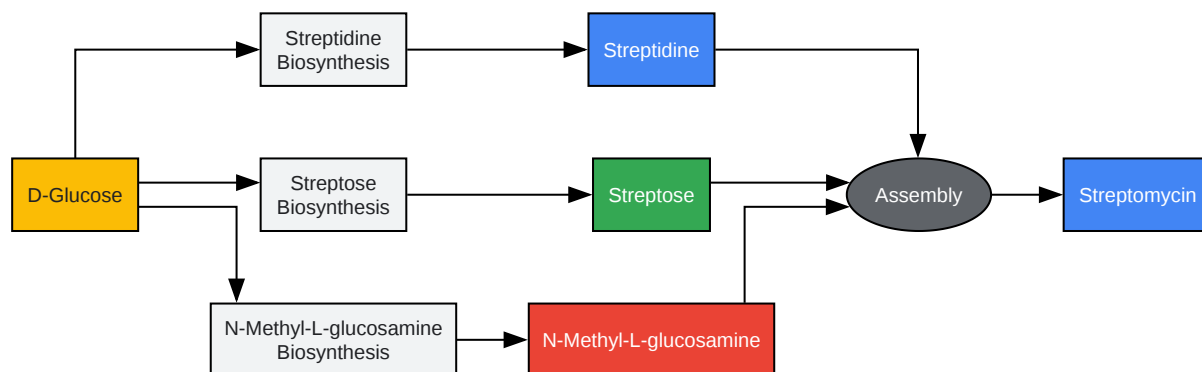 Streptidine
Biosynthesis
Streptidine
D-Glucose
Streptose
Biosynthesis
Streptose
Assembly
Streptomycin
N-Methyl-L-glucosamine
Biosynthesis
N-Methyl-L-glucosamine